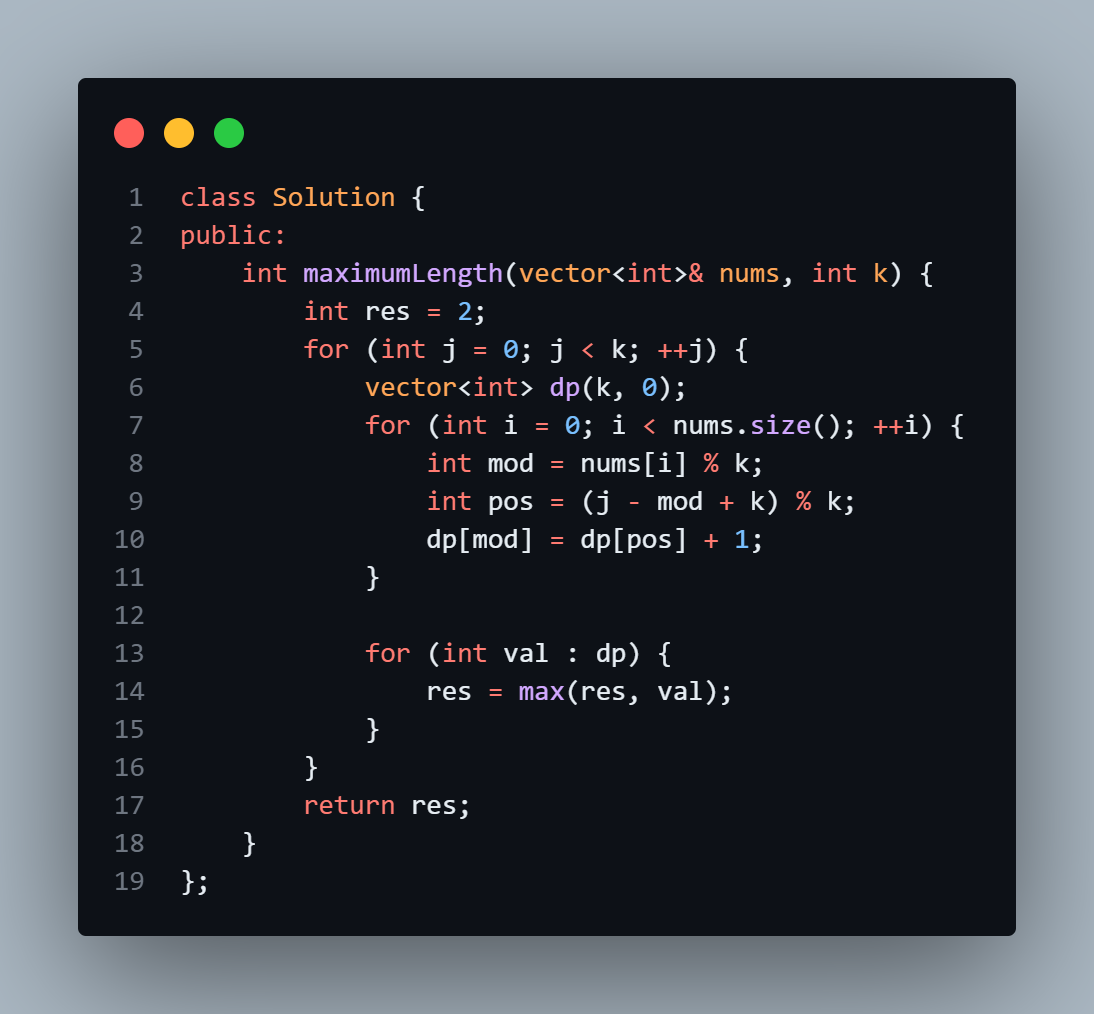 1 class Solution {
2 public:
3     int maximumLength(vector<int>& nums, int k) {
4         int res = 2;
5         for (int j = 0; j < k; ++j) {
6             vector<int> dp(k, 0);
7             for (int i = 0; i < nums.size(); ++i) {
8                 int mod = nums[i] % k;
9                 int pos = (j - mod + k) % k;
10                 dp[mod] = dp[pos] + 1;
11             }
12
13             for (int val : dp) {
14                 res = max(res, val);
15             }
16         }
17         return res;
18     }
19 };